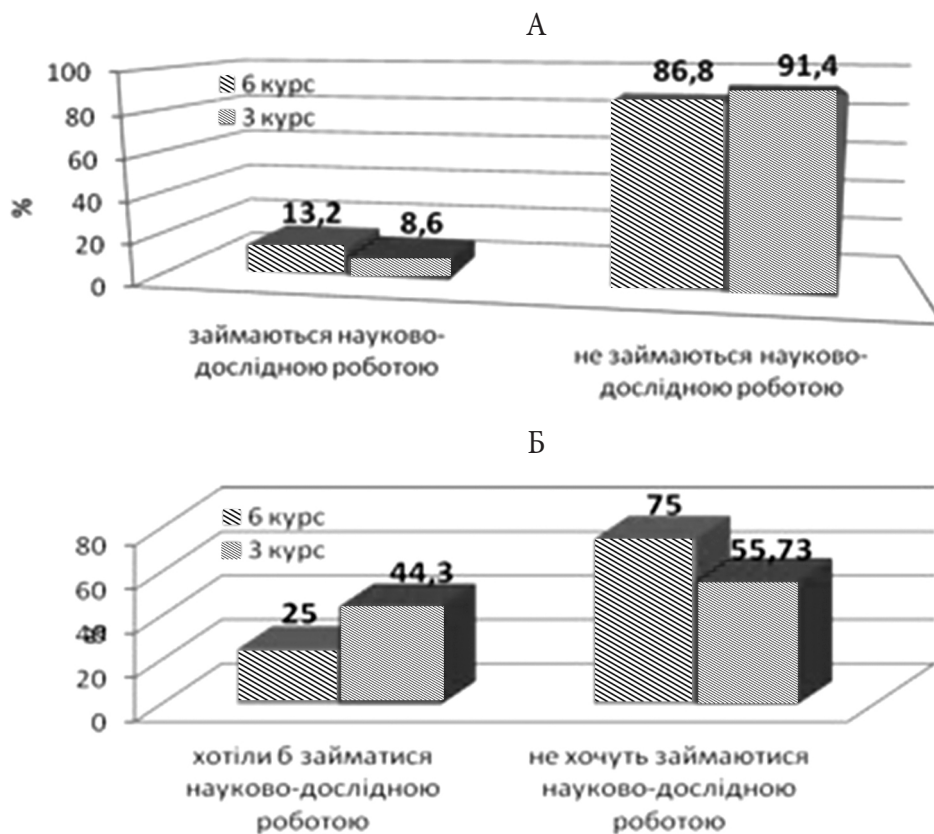 А
100
80
60
40
20
0
%
6 курс
3 курс
13,2
8,6
86,8
91,4
займаються науково-
дослідною роботою
не займаються науково-
дослідною роботою
Б
80
60
40
20
0
6 курс
3 курс
25
44,3
75
55,73
хотіли б займатися
науково-дослідною
роботою
не хочуть займаютися
науково-дослідною
роботою